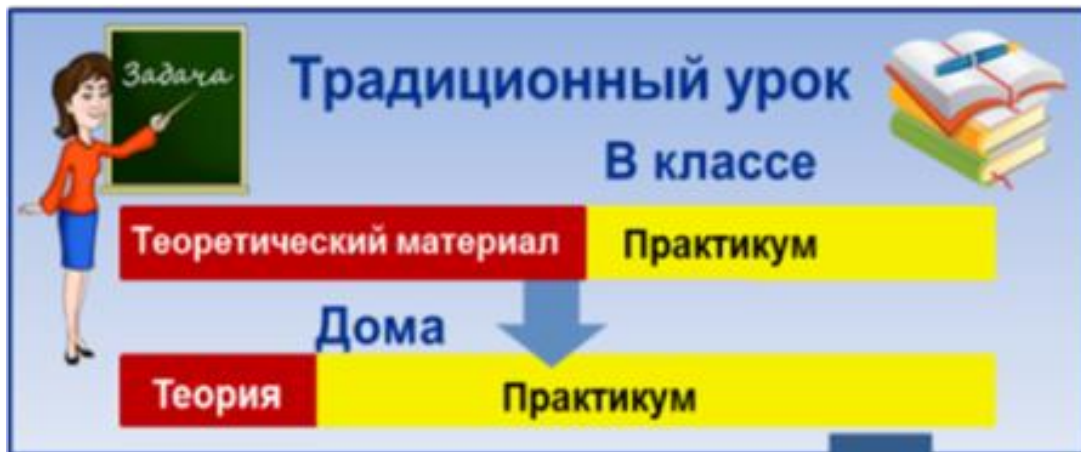 Задача
Традиционный урок
В классе
Теоретический материал Практикум
Дома
Теория Практикум